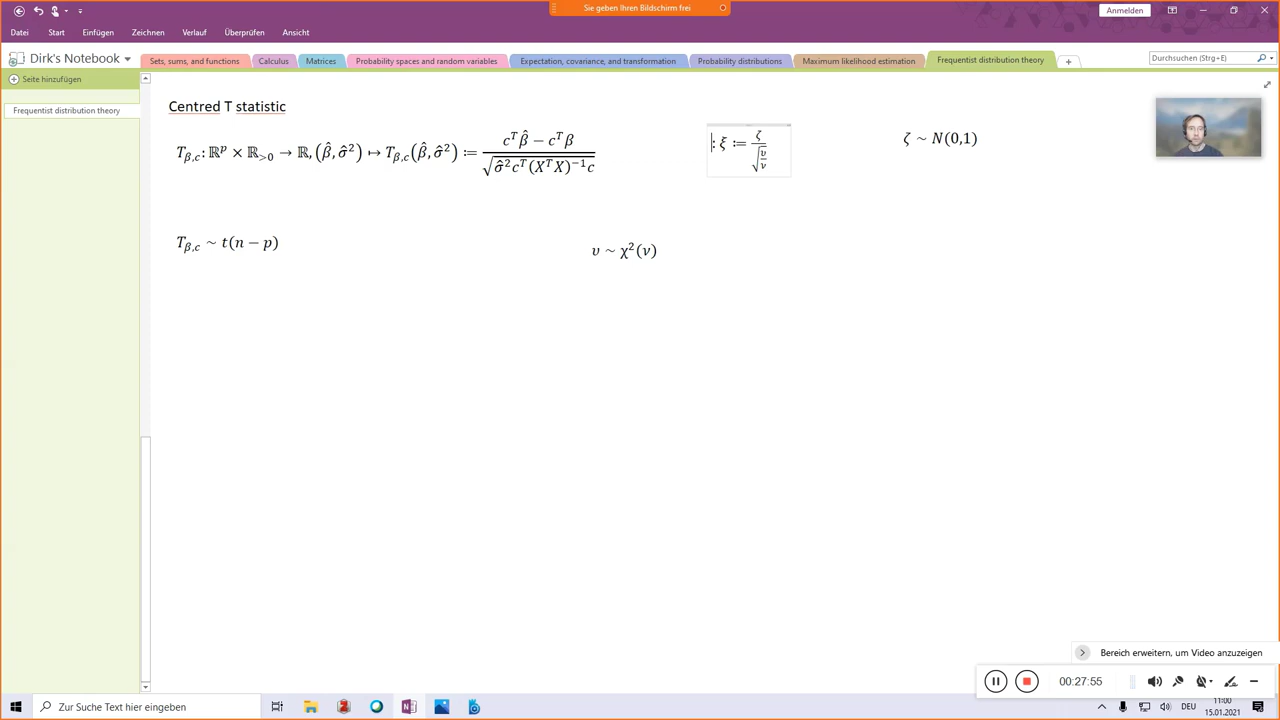 Sie geben Ihren Bildschirm frei
Anmelden
Datei Start Einfügen Zeichnen Verlauf Überprüfen Ansicht
Dirk's Notebook Sets, sums, and functions Calculus Matrices Probability spaces and random variables Expectation, covariance, and transformation Probability distributions Maximum likelihood estimation Frequentist distribution theory + Durchsuchen (Strg+E)
Seite hinzufügen
Frequentist distribution theory
Centred T statistic
T_{β,c}: ℝ^p × ℝ_{>0} → ℝ, (β̂, σ̂²) ↦ T_{β,c}(β̂, σ̂²) ≔ (c^T β̂ − c^T β) / √(σ̂² c^T (X^T X)^{−1} c)
: ξ ≔ ζ / √(υ/ν)
ζ ~ N(0,1)
T_{β,c} ~ t(n − p)
υ ~ χ²(ν)
Bereich erweitern, um Video anzuzeigen
00:27:55
Zur Suche Text hier eingeben
DEU
11:00
15.01.2021